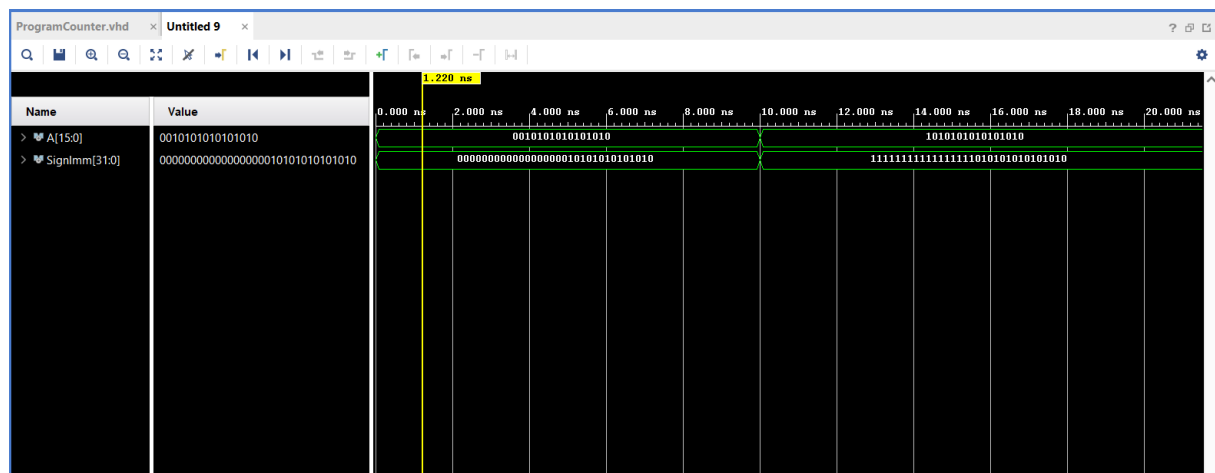 ProgramCounter.vhd × Untitled 9 × ?
1.220 ns
Name Value 0.000 ns 2.000 ns 4.000 ns 6.000 ns 8.000 ns 10.000 ns 12.000 ns 14.000 ns 16.000 ns 18.000 ns 20.000 ns
> A[15:0] 0010101010101010 0010101010101010 1010101010101010
> SignImm[31:0] 00000000000000000010101010101010 00000000000000000010101010101010 11111111111111111010101010101010